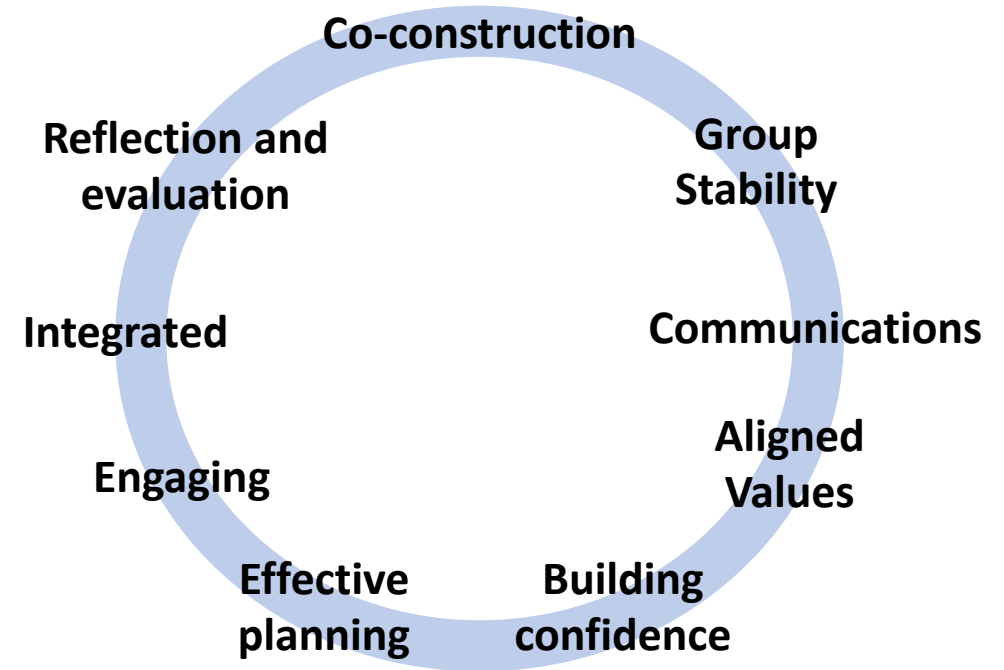 Co-construction
Group
Stability
Communications
Aligned
Values
Building
confidence
Effective
planning
Engaging
Integrated
Reflection and
evaluation